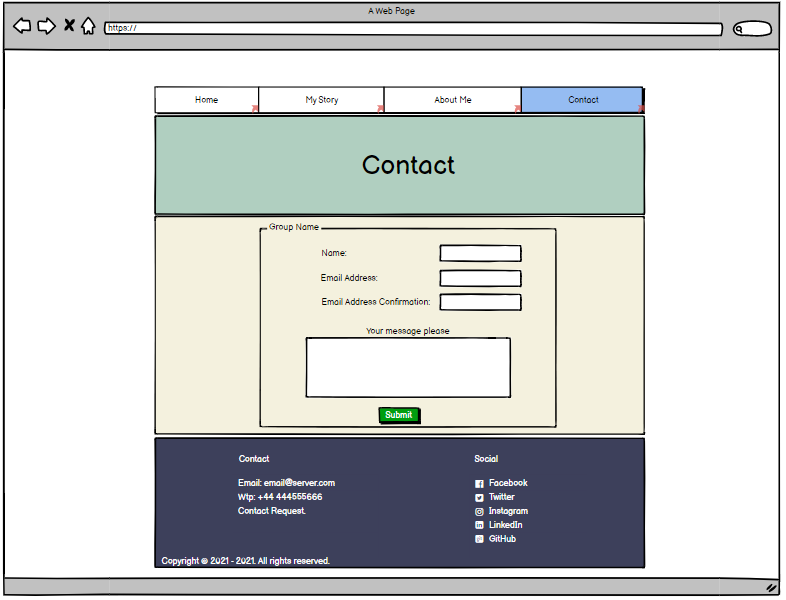 A Web Page
https://
Home My Story About Me Contact
Contact
Group Name
Name:
Email Address:
Email Address Confirmation:
Your message please
Submit
Contact
Email: email@server.com
Wtp: +44 444555666
Contact Request.
Social
Facebook
Twitter
Instagram
LinkedIn
GitHub
Copyright © 2021 - 2021. All rights reserved.